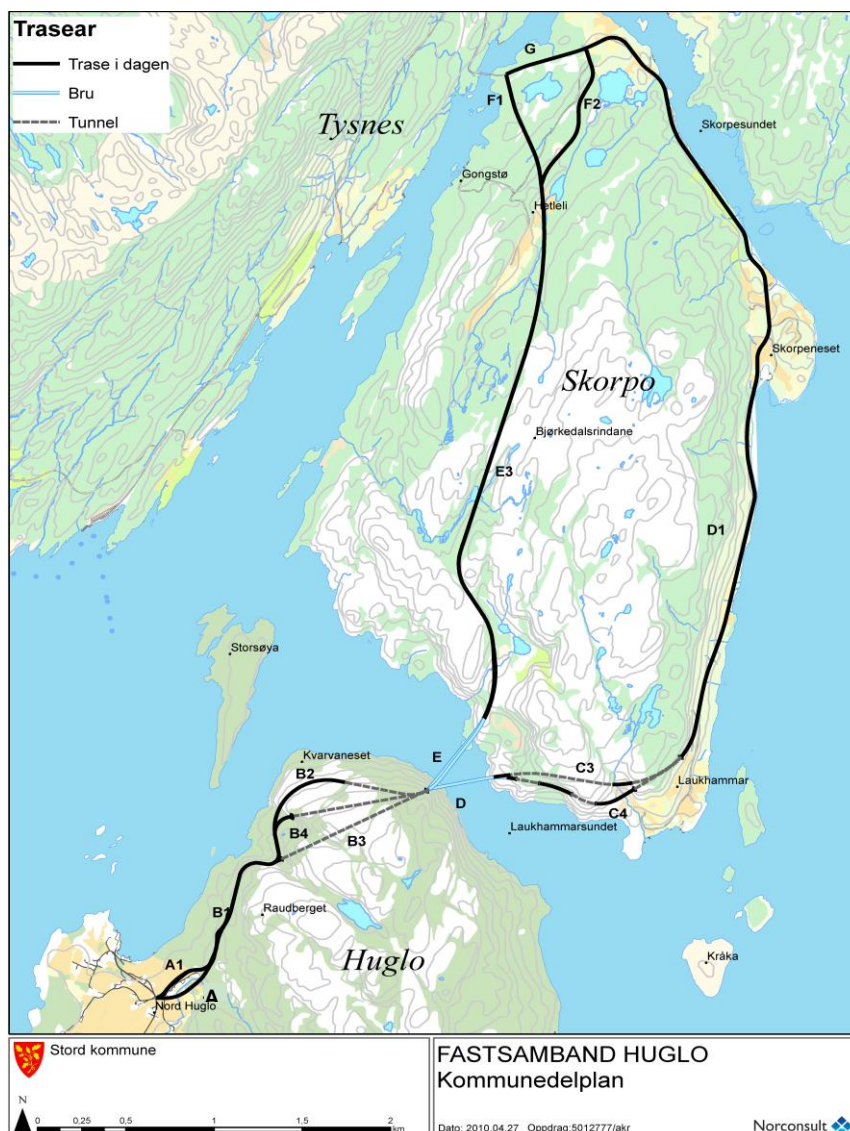 Trasear
Trase i dagen
Bru
Tunnel
G
F1
F2
Tysnes
Skorpesundet
Gongstø
Hetleli
Skorpeneset
Skorpo
Bjørkedalsrindane
E3
D1
Storsøya
Kvarvaneset
E
B2
C3
D
Laukhammar
C4
B4
Laukhammarsundet
B3
B1
Raudberget
A1
Huglo
Kråka
A
Nord Huglo
Stord kommune
N
0 0,25 0,5 1 2
km
FASTSAMBAND HUGLO
Kommunedelplan
Dato: 2010.04.27 Oppdrag:5012777/akr
Norconsult